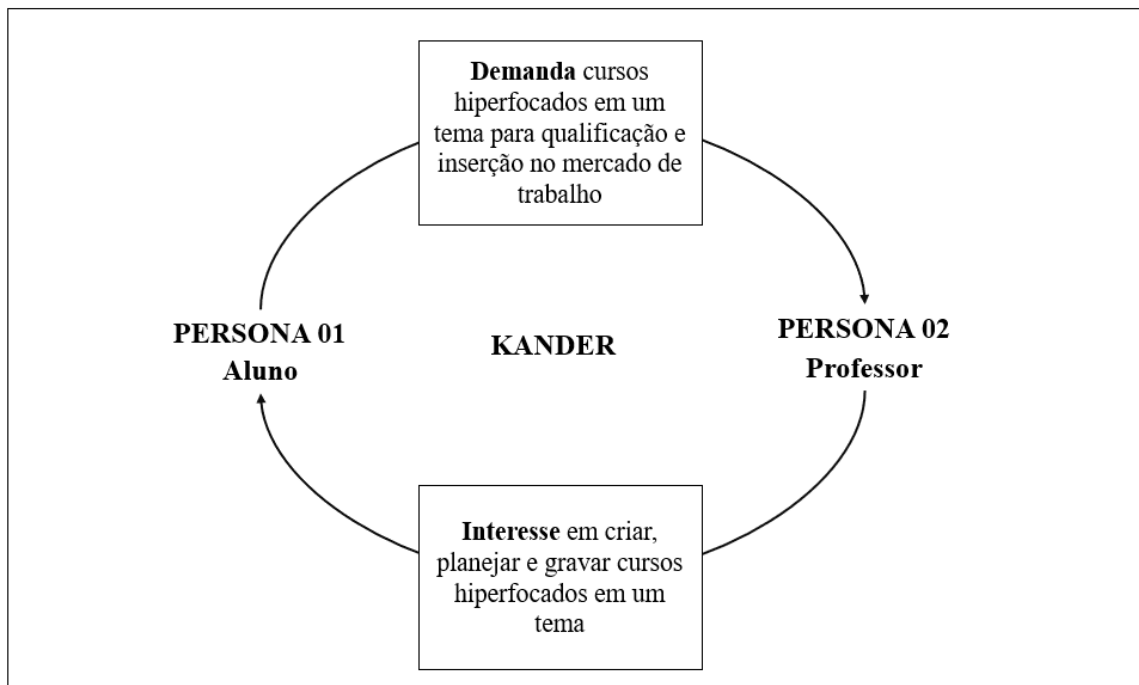 Demanda cursos
hiperfocados em um
tema para qualificação e
inserção no mercado de
trabalho
PERSONA 01
Aluno
KANDER
PERSONA 02
Professor
Interesse em criar,
planejar e gravar cursos
hiperfocados em um
tema